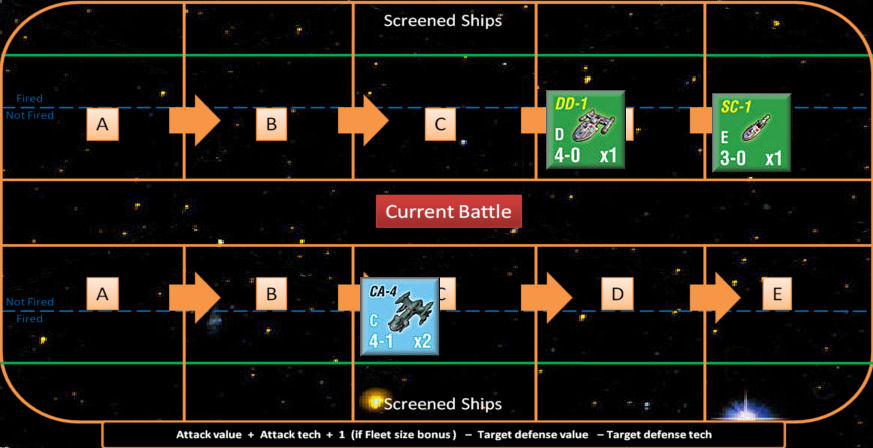 Screened Ships
Fired
Not Fired
A
B
C
DD-1
D
4-0 x1
SC-1
E
3-0 x1
Current Battle
A
B
C
D
E
CA-4
C
4-1 x2
Not Fired
Fired
Screened Ships
Attack value + Attack tech + 1 (if Fleet size bonus) – Target defense value – Target defense tech